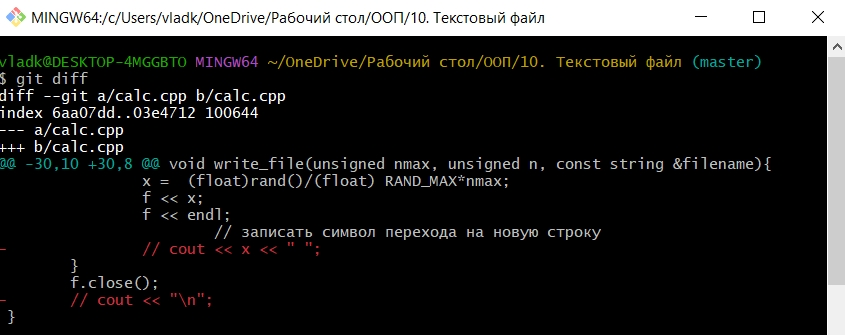 MINGW64:/c/Users/vladk/OneDrive/Рабочий стол/ООП/10. Текстовый файл
vladk@DESKTOP-4MGGBTO MINGW64 ~/OneDrive/Рабочий стол/ООП/10. Текстовый файл (master)
$ git diff
diff --git a/calc.cpp b/calc.cpp
index 6aa07dd..03e4712 100644
--- a/calc.cpp
+++ b/calc.cpp
@@ -30,10 +30,8 @@ void write_file(unsigned nmax, unsigned n, const string &filename){
                x =  (float)rand()/(float) RAND_MAX*nmax;
                f << x;
                f << endl;
                        // записать символ перехода на новую строку
-               // cout << x << " ";
        }
        f.close();
-       // cout << "\n";
 }